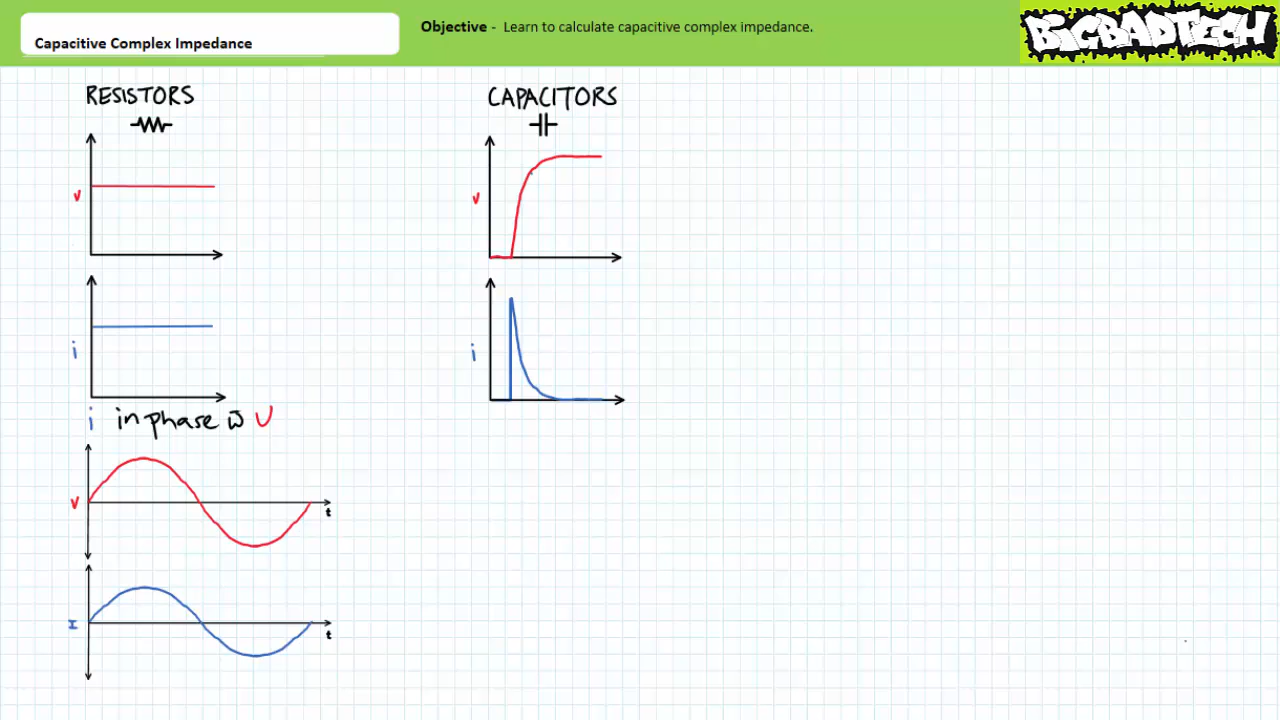 Capacitive Complex Impedance
Objective - Learn to calculate capacitive complex impedance.
BIGBADTECH
RESISTORS
V
i
i in phase w̅ V
V
t
I
t
CAPACITORS
V
i